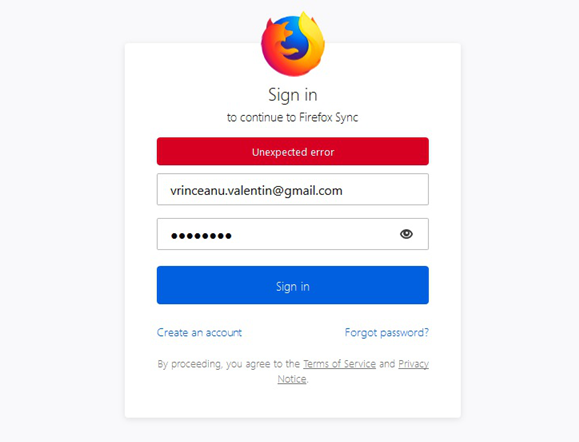 Sign in
to continue to Firefox Sync
Unexpected error
vrinceanu.valentin@gmail.com
●●●●●●●●
Sign in
Create an account Forgot password?
By proceeding, you agree to the Terms of Service and Privacy
Notice.